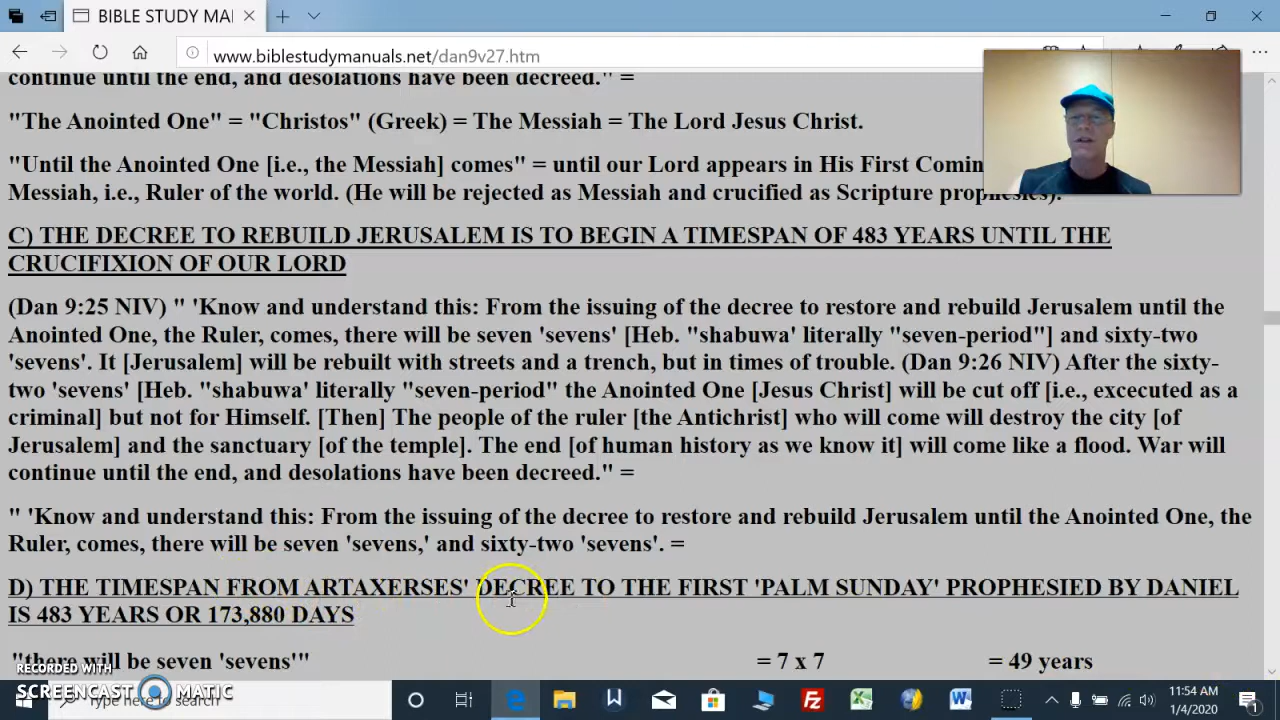 BIBLE STUDY MAI
www.biblestudymanuals.net/dan9v27.htm
continue until the end, and desolations have been decreed." =
"The Anointed One" = "Christos" (Greek) = The Messiah = The Lord Jesus Christ.
"Until the Anointed One [i.e., the Messiah] comes" = until our Lord appears in His First Comin
Messiah, i.e., Ruler of the world. (He will be rejected as Messiah and crucified as Scripture prophesies).
C) THE DECREE TO REBUILD JERUSALEM IS TO BEGIN A TIMESPAN OF 483 YEARS UNTIL THE
CRUCIFIXION OF OUR LORD
(Dan 9:25 NIV) " 'Know and understand this: From the issuing of the decree to restore and rebuild Jerusalem until the
Anointed One, the Ruler, comes, there will be seven 'sevens' [Heb. "shabuwa' literally "seven-period"] and sixty-two
'sevens'. It [Jerusalem] will be rebuilt with streets and a trench, but in times of trouble. (Dan 9:26 NIV) After the sixty-
two 'sevens' [Heb. "shabuwa' literally "seven-period" the Anointed One [Jesus Christ] will be cut off [i.e., excecuted as a
criminal] but not for Himself. [Then] The people of the ruler [the Antichrist] who will come will destroy the city [of
Jerusalem] and the sanctuary [of the temple]. The end [of human history as we know it] will come like a flood. War will
continue until the end, and desolations have been decreed." =
" 'Know and understand this: From the issuing of the decree to restore and rebuild Jerusalem until the Anointed One, the
Ruler, comes, there will be seven 'sevens,' and sixty-two 'sevens'. =
D) THE TIMESPAN FROM ARTAXERSES' DECREE TO THE FIRST 'PALM SUNDAY' PROPHESIED BY DANIEL
IS 483 YEARS OR 173,880 DAYS
"there will be seven 'sevens'" = 7 x 7 = 49 years
RECORDED WITH
SCREENCAST MATIC
here to search
11:54 AM
1/4/2020